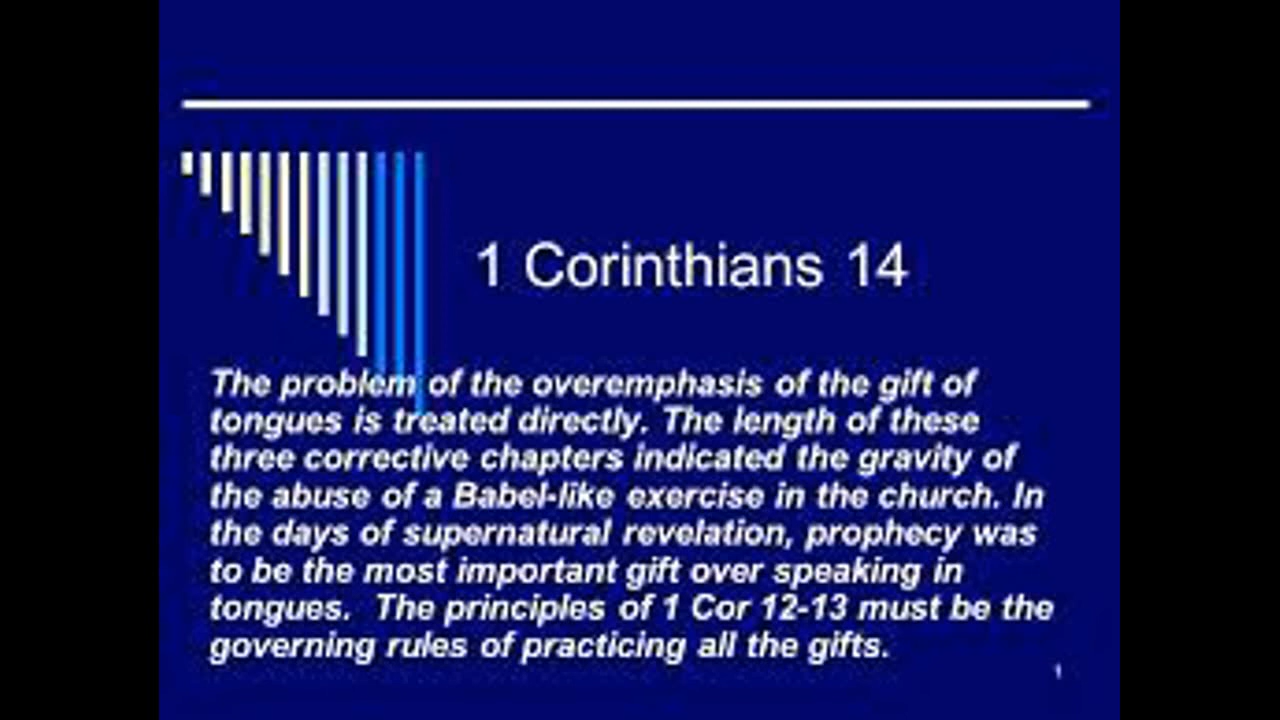 1 Corinthians 14
The problem of the overemphasis of the gift of
tongues is treated directly. The length of these
three corrective chapters indicated the gravity of
the abuse of a Babel-like exercise in the church. In
the days of supernatural revelation, prophecy was
to be the most important gift over speaking in
tongues. The principles of 1 Cor 12-13 must be the
governing rules of practicing all the gifts.
1